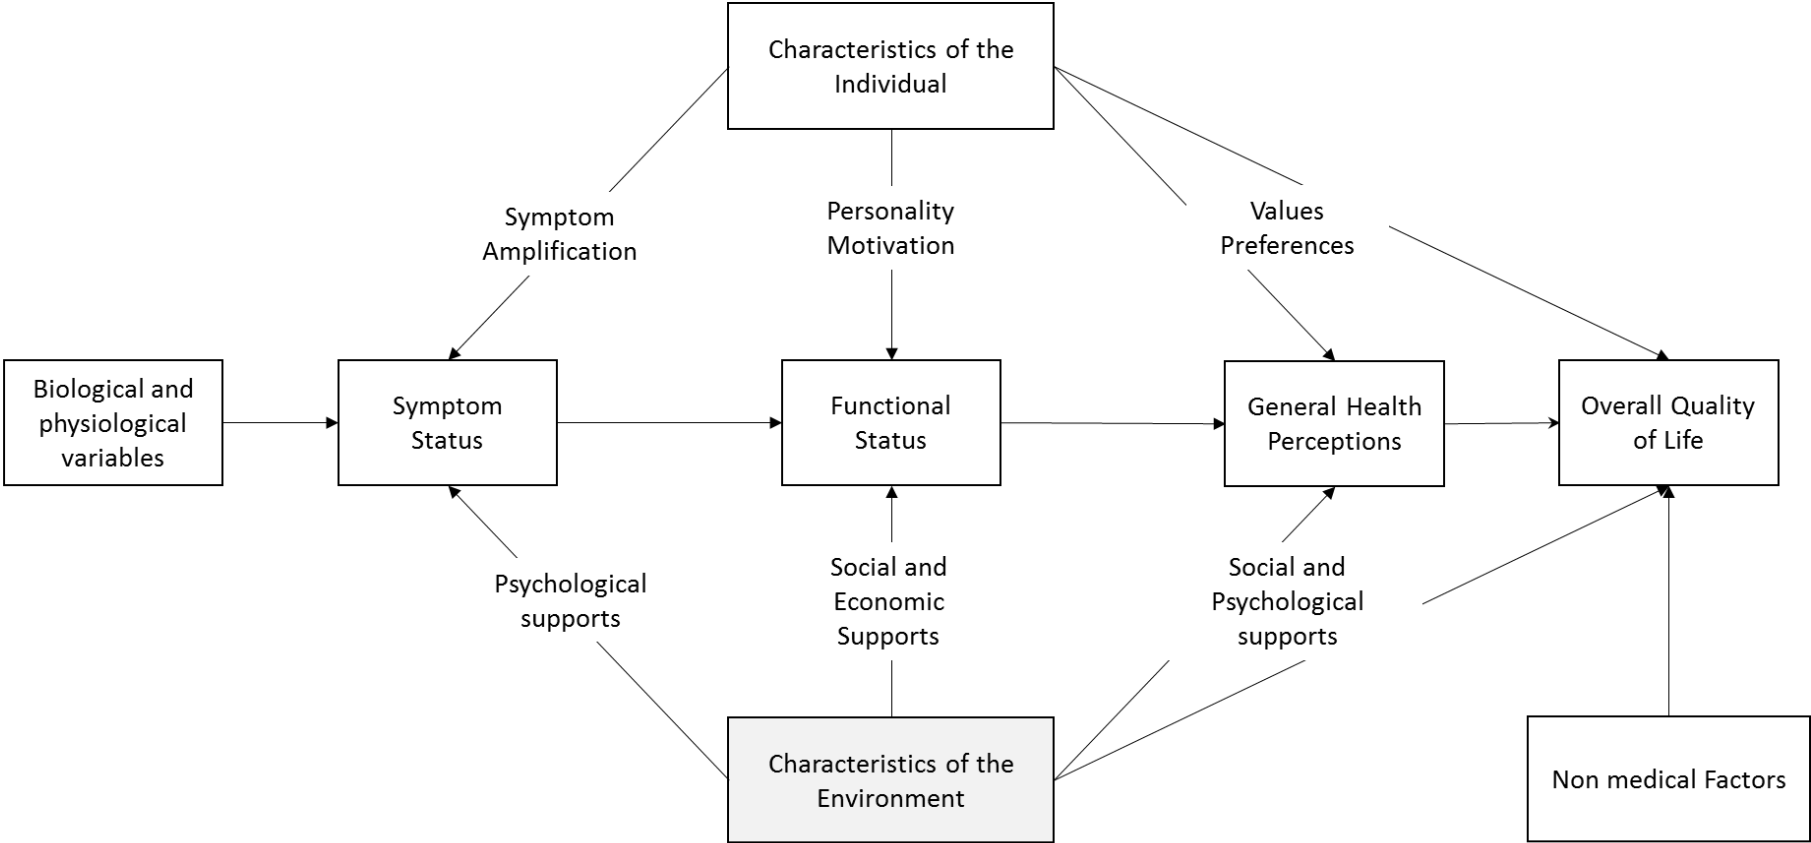 Characteristics of the
Individual
Symptom
Amplification
Personality
Motivation
Values
Preferences
Biological and
physiological
variables
Symptom
Status
Functional
Status
General Health
Perceptions
Overall Quality
of Life
Psychological
supports
Social and
Economic
Supports
Social and
Psychological
supports
Characteristics of the
Environment
Non medical Factors